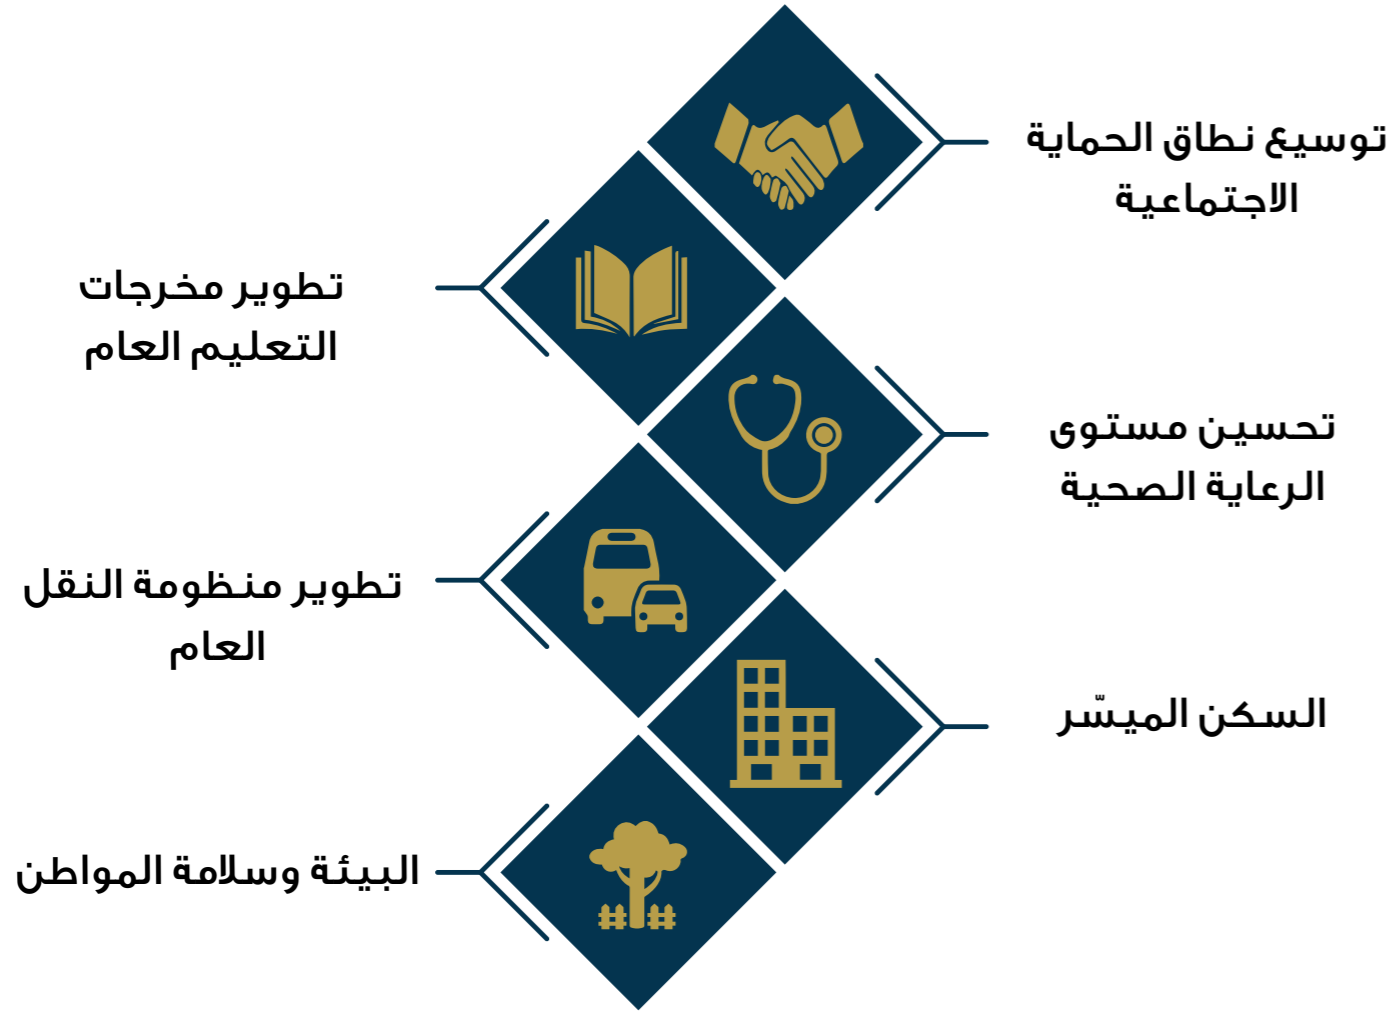 توسيع نطاق الحماية
الاجتماعية
تطوير مخرجات
التعليم العام
تحسين مستوى
الرعاية الصحية
تطوير منظومة النقل
العام
السكن الميسّر
البيئة وسلامة المواطن